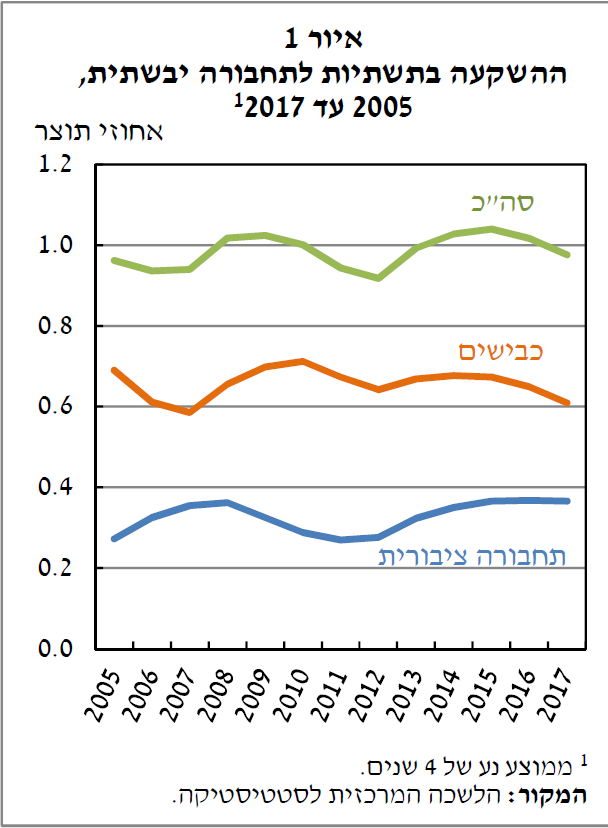 איור 1
ההשקעה בתשתיות לתחבורה יבשתית,
2005 עד 2017¹
אחוזי תוצר
1.2
1.0
0.8
0.6
0.4
0.2
0.0
סה״כ
כבישים
תחבורה ציבורית
2005 2006 2007 2008 2009 2010 2011 2012 2013 2014 2015 2016 2017
¹ ממוצע נע של 4 שנים.
המקור: הלשכה המרכזית לסטטיסטיקה.